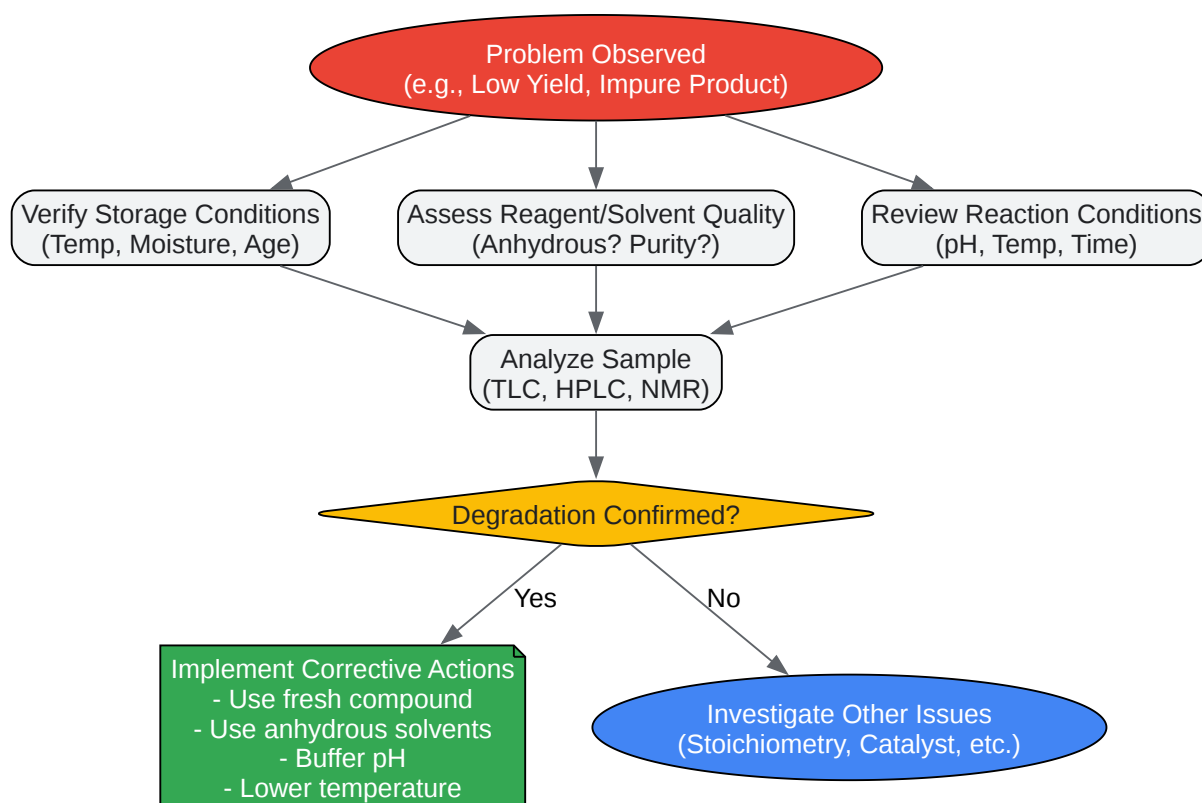 Problem Observed
(e.g., Low Yield, Impure Product)
Verify Storage Conditions
(Temp, Moisture, Age)
Assess Reagent/Solvent Quality
(Anhydrous? Purity?)
Review Reaction Conditions
(pH, Temp, Time)
Analyze Sample
(TLC, HPLC, NMR)
Degradation Confirmed?
Yes
No
Implement Corrective Actions
- Use fresh compound
- Use anhydrous solvents
- Buffer pH
- Lower temperature
Investigate Other Issues
(Stoichiometry, Catalyst, etc.)